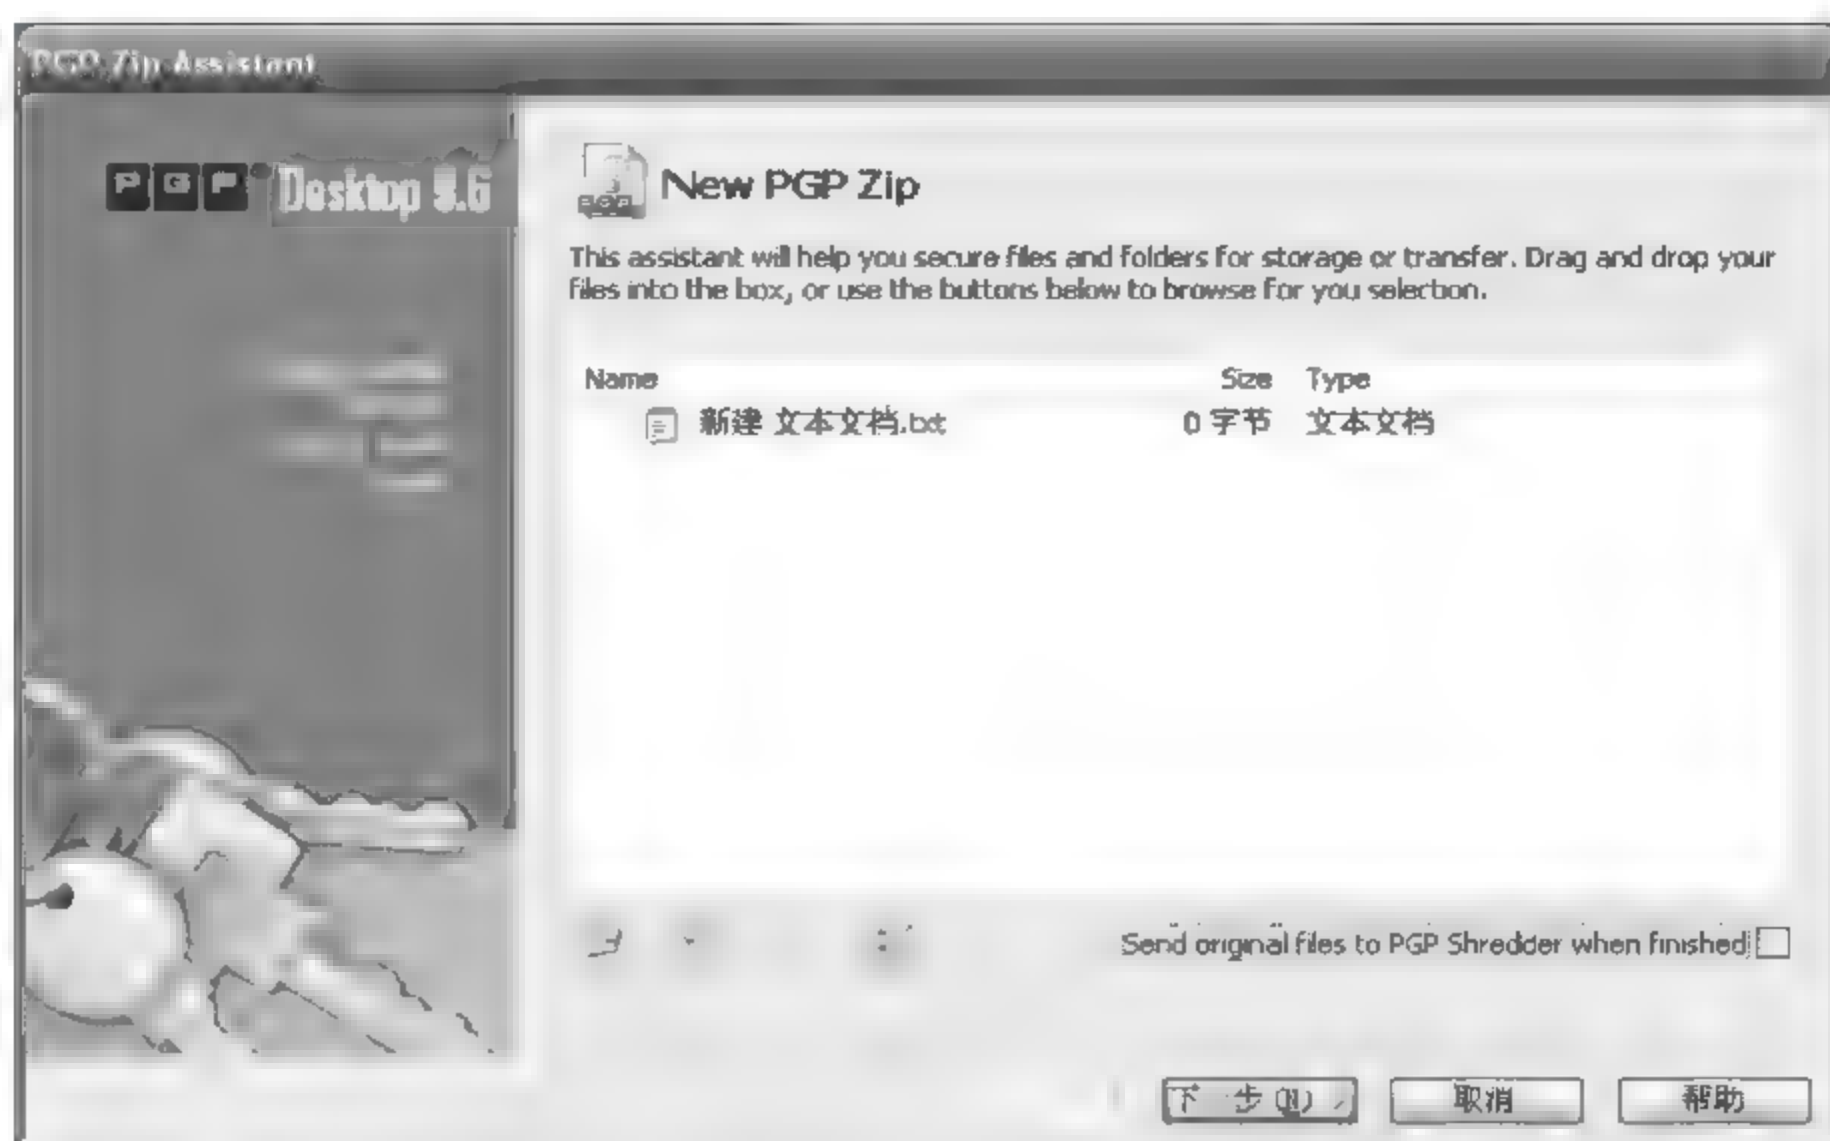 PGP Zip Assistant
PGP Desktop 9.6
New PGP Zip
This assistant will help you secure files and folders for storage or transfer. Drag and drop your
files into the box, or use the buttons below to browse for you selection.
Name Size Type
新建 文本文档.txt 0 字节 文本文档
Send original files to PGP Shredder when finished
下一步(N) > 取消 帮助